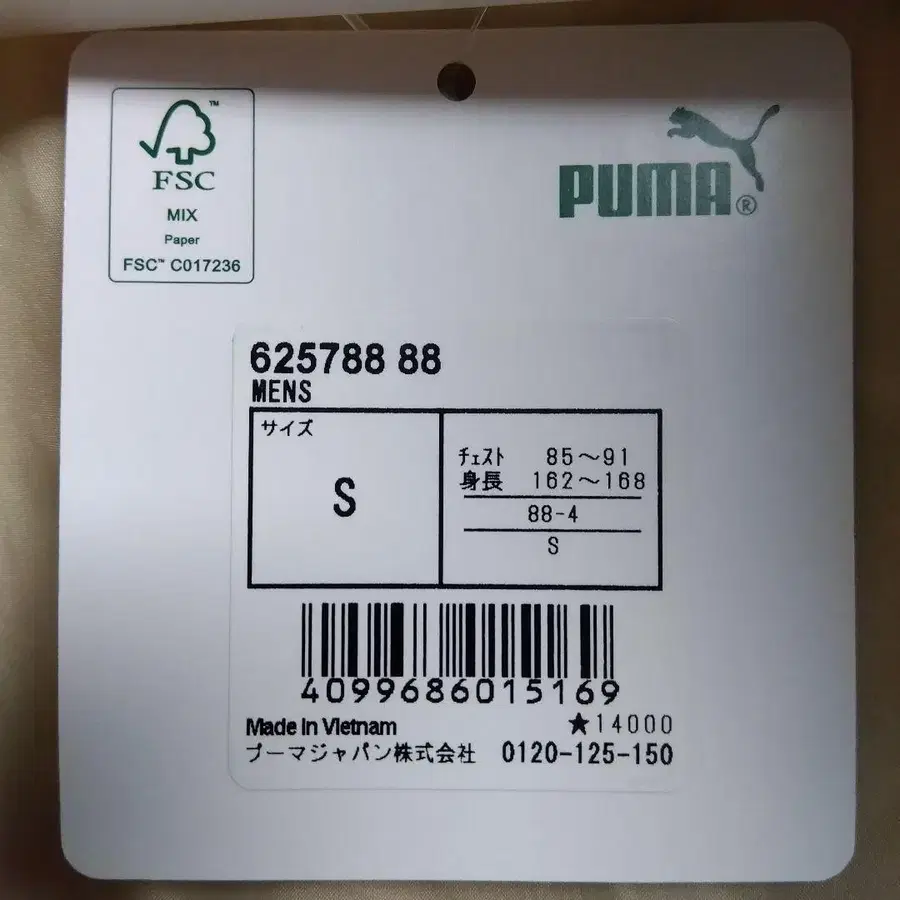 FSC
MIX
Paper
FSC™ C017236
PUMA®
625788 88
MENS
サイズ
S
チェスト 85～91
身長 162～168
88-4
S
4099686015169
Made in Vietnam ★14000
プーマジャパン株式会社 0120-125-150